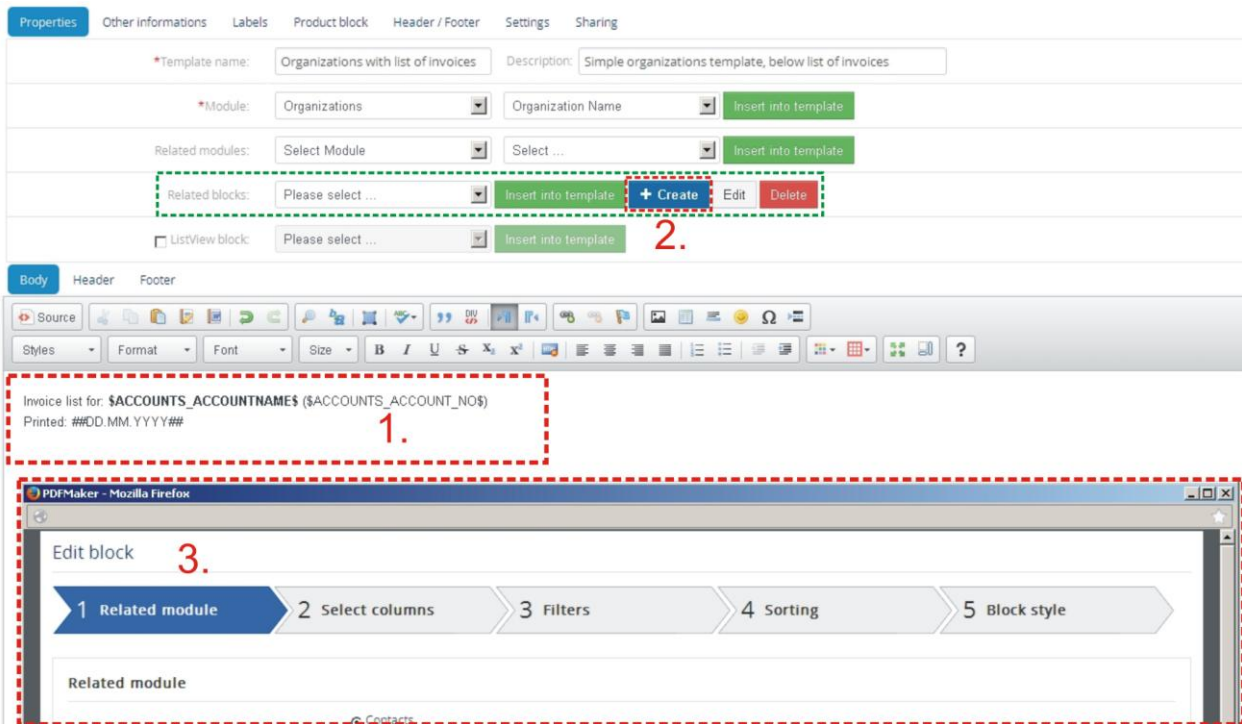 Properties Other informations Labels Product block Header / Footer Settings Sharing
*Template name: Organizations with list of invoices Description: Simple organizations template, below list of invoices
*Module: Organizations Organization Name Insert into template
Related modules: Select Module Select ... Insert into template
Related blocks: Please select ... Insert into template + Create Edit Delete
2.
ListView block: Please select ... Insert into template
Body Header Footer
Source ABC DIV Ω
Styles Format Font Size B I U S X₂ X² ?
Invoice list for: $ACCOUNTS_ACCOUNTNAME$ ($ACCOUNTS_ACCOUNT_NO$)
Printed: ##DD.MM.YYYY##
1.
PDFMaker - Mozilla Firefox
Edit block
3.
1 Related module 2 Select columns 3 Filters 4 Sorting 5 Block style
Related module
Contacts